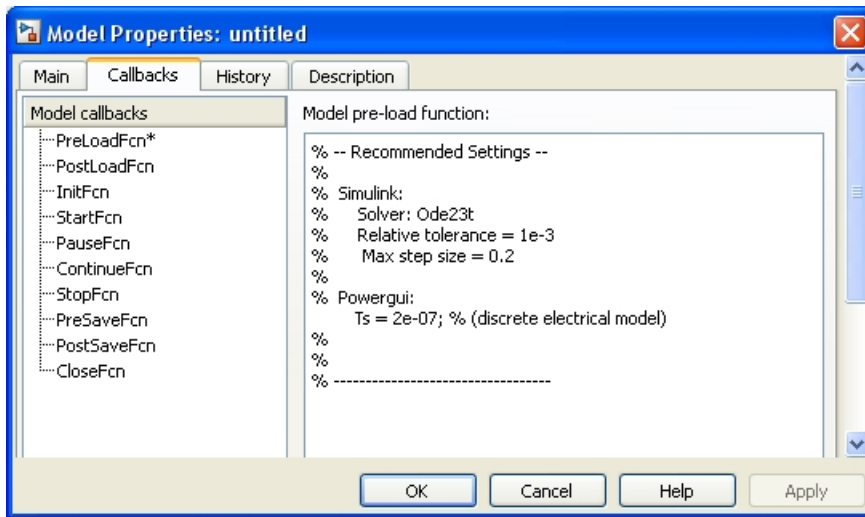 Model Properties: untitled
Main Callbacks History Description
Model callbacks
PreLoadFcn*
PostLoadFcn
InitFcn
StartFcn
PauseFcn
ContinueFcn
StopFcn
PreSaveFcn
PostSaveFcn
CloseFcn
Model pre-load function:
% -- Recommended Settings --
%
% Simulink:
% Solver: Ode23t
% Relative tolerance = 1e-3
% Max step size = 0.2
%
% Powergui:
Ts = 2e-07; % (discrete electrical model)
%
%
% ----------------------------------
OK Cancel Help Apply